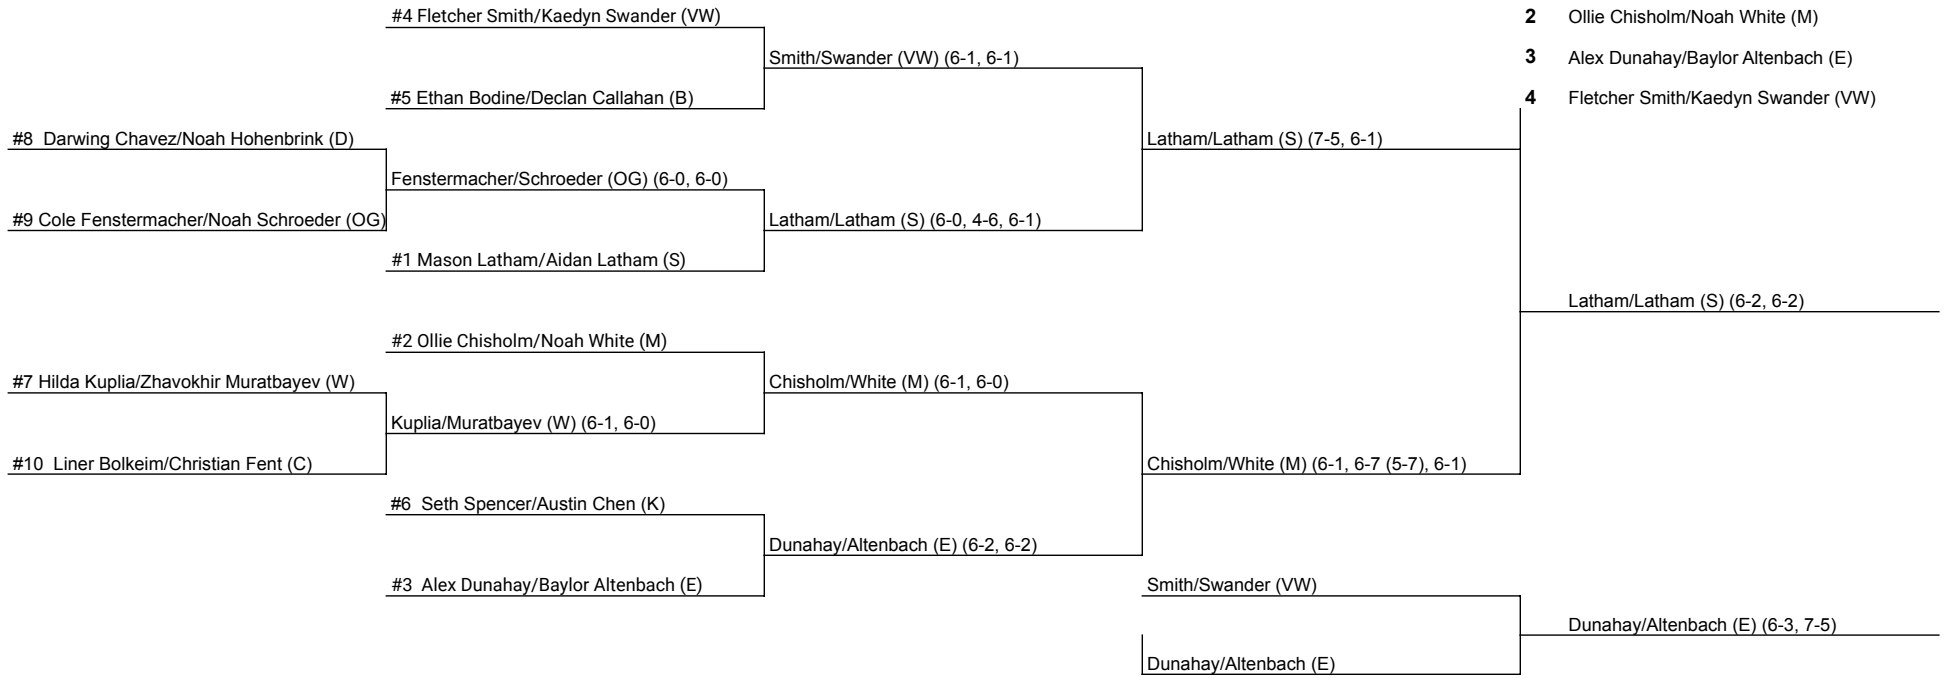 #4 Fletcher Smith/Kaedyn Swander (VW)
2 Ollie Chisholm/Noah White (M)
Smith/Swander (VW) (6-1, 6-1)
3 Alex Dunahay/Baylor Altenbach (E)
#5 Ethan Bodine/Declan Callahan (B)
4 Fletcher Smith/Kaedyn Swander (VW)
#8 Darwing Chavez/Noah Hohenbrink (D)
Latham/Latham (S) (7-5, 6-1)
Fenstermacher/Schroeder (OG) (6-0, 6-0)
#9 Cole Fenstermacher/Noah Schroeder (OG)
Latham/Latham (S) (6-0, 4-6, 6-1)
#1 Mason Latham/Aidan Latham (S)
Latham/Latham (S) (6-2, 6-2)
#2 Ollie Chisholm/Noah White (M)
#7 Hilda Kuplia/Zhavokhir Muratbayev (W)
Chisholm/White (M) (6-1, 6-0)
Kuplia/Muratbayev (W) (6-1, 6-0)
#10 Liner Bolkeim/Christian Fent (C)
Chisholm/White (M) (6-1, 6-7 (5-7), 6-1)
#6 Seth Spencer/Austin Chen (K)
Dunahay/Altenbach (E) (6-2, 6-2)
#3 Alex Dunahay/Baylor Altenbach (E)
Smith/Swander (VW)
Dunahay/Altenbach (E) (6-3, 7-5)
Dunahay/Altenbach (E)